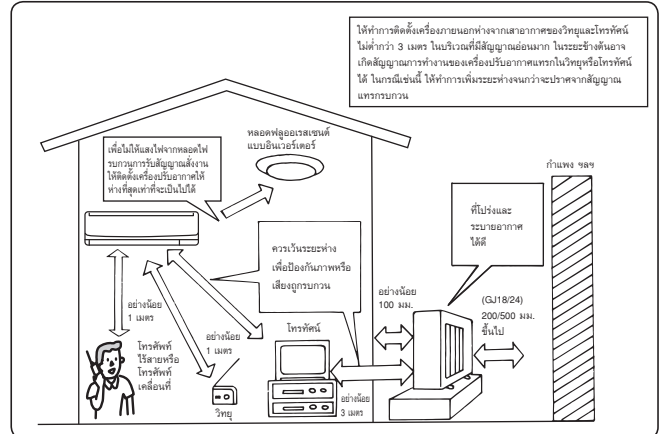 ให้ทำการติดตั้งเครื่องภายนอกห่างจากเสาอากาศของวิทยุและโทรทัศน์
ไม่ต่ำกว่า 3 เมตร ในบริเวณที่มีสัญญาณอ่อนมาก ในระยะข้างต้นอาจ
เกิดสัญญาณการทำงานของเครื่องปรับอากาศแทรกในวิทยุหรือโทรทัศน์
ได้ ในกรณีเช่นนี้ ให้ทำการเพิ่มระยะห่างจนกว่าจะปราศจากสัญญาณ
แทรกรบกวน
หลอดฟลูออเรสเซนต์
แบบอินเวอร์เตอร์
เพื่อไม่ให้แสงไฟจากหลอดไฟ
รบกวนการรับสัญญาณสั่งงาน
ให้ติดตั้งเครื่องปรับอากาศให้
ห่างที่สุดเท่าที่จะเป็นไปได้
กำแพง ฯลฯ
ที่โปร่งและ
ระบายอากาศ
ได้ดี
ควรเว้นระยะห่าง
เพื่อป้องกันภาพหรือ
เสียงถูกรบกวน
อย่างน้อย
1 เมตร
อย่างน้อย
1 เมตร
โทรทัศน์
อย่างน้อย
100 มม.
(GJ18/24)
200/500 มม.
ขึ้นไป
โทรศัพท์
ไร้สายหรือ
โทรศัพท์
เคลื่อนที่
วิทยุ
อย่างน้อย
3 เมตร